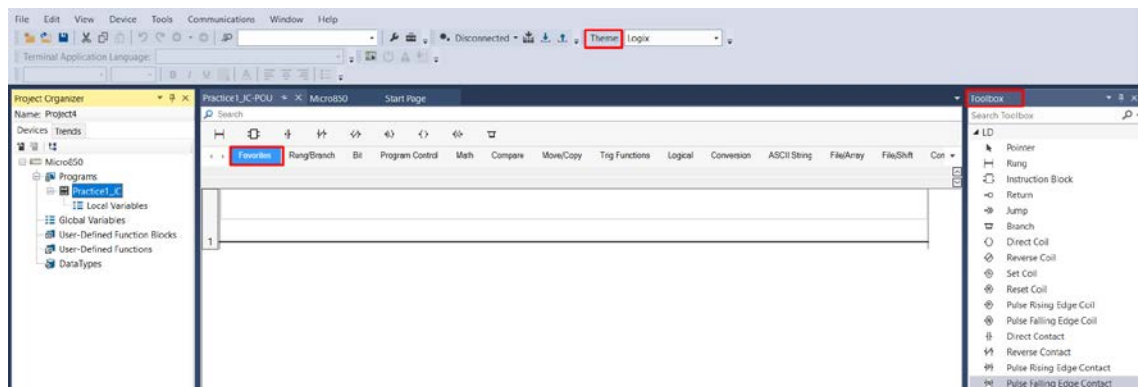 File Edit View Device Tools Communications Window Help
Disconnected Theme Logix
Terminal Application Language:
B I U A
Project Organizer
Name: Project4
Devices Trends
Micro850
Programs
Practice1_JC
Local Variables
Global Variables
User-Defined Function Blocks
User-Defined Functions
DataTypes
Practice1_JC-POU Micro850 Start Page
Search
Favorites Rung/Branch Bit Program Control Math Compare Move/Copy Trig Functions Logical Conversion ASCII String File/Array File/Shift Con
1
Toolbox
Search Toolbox
LD
Pointer
Rung
Instruction Block
Return
Jump
Branch
Direct Coil
Reverse Coil
Set Coil
Reset Coil
Pulse Rising Edge Coil
Pulse Falling Edge Coil
Direct Contact
Reverse Contact
Pulse Rising Edge Contact
Pulse Falling Edge Contact